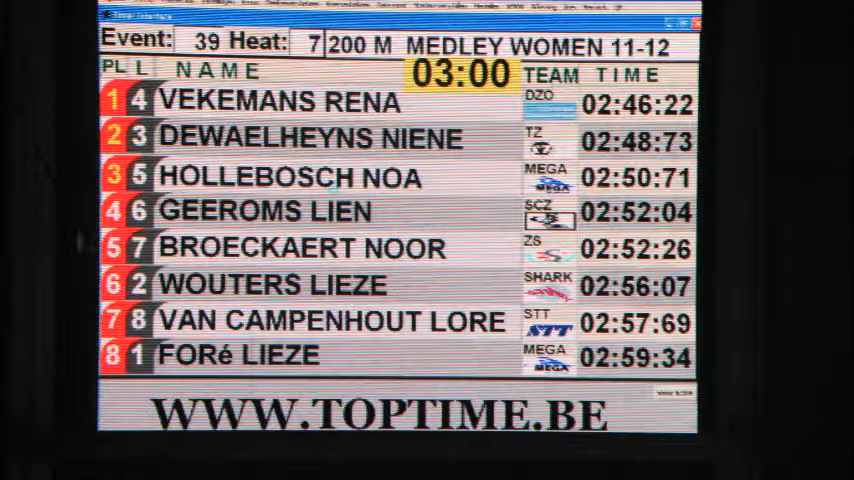 Event: 39 Heat: 7 200 M MEDLEY WOMEN 11-12
PL L NAME 03:00 TEAM TIME
1 4 VEKEMANS RENA DZO 02:46:22
2 3 DEWAELHEYNS NIENE TZ 02:48:73
3 5 HOLLEBOSCH NOA MEGA MEGA 02:50:71
4 6 GEEROMS LIEN SCZ 02:52:04
5 7 BROECKAERT NOOR ZS 02:52:26
6 2 WOUTERS LIEZE SHARK 02:56:07
7 8 VAN CAMPENHOUT LORE STT STT 02:57:69
8 1 FORé LIEZE MEGA MEGA 02:59:34
WWW.TOPTIME.BE